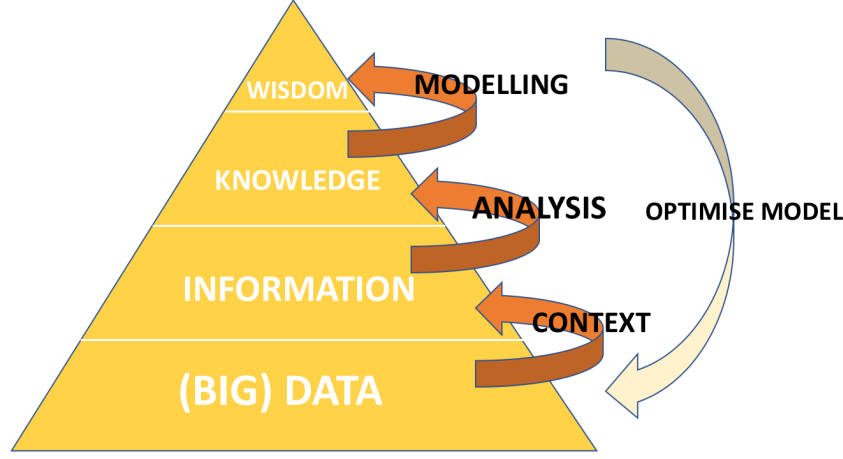 WISDOM
MODELLING
KNOWLEDGE
ANALYSIS
OPTIMISE MODEL
INFORMATION
CONTEXT
(BIG) DATA